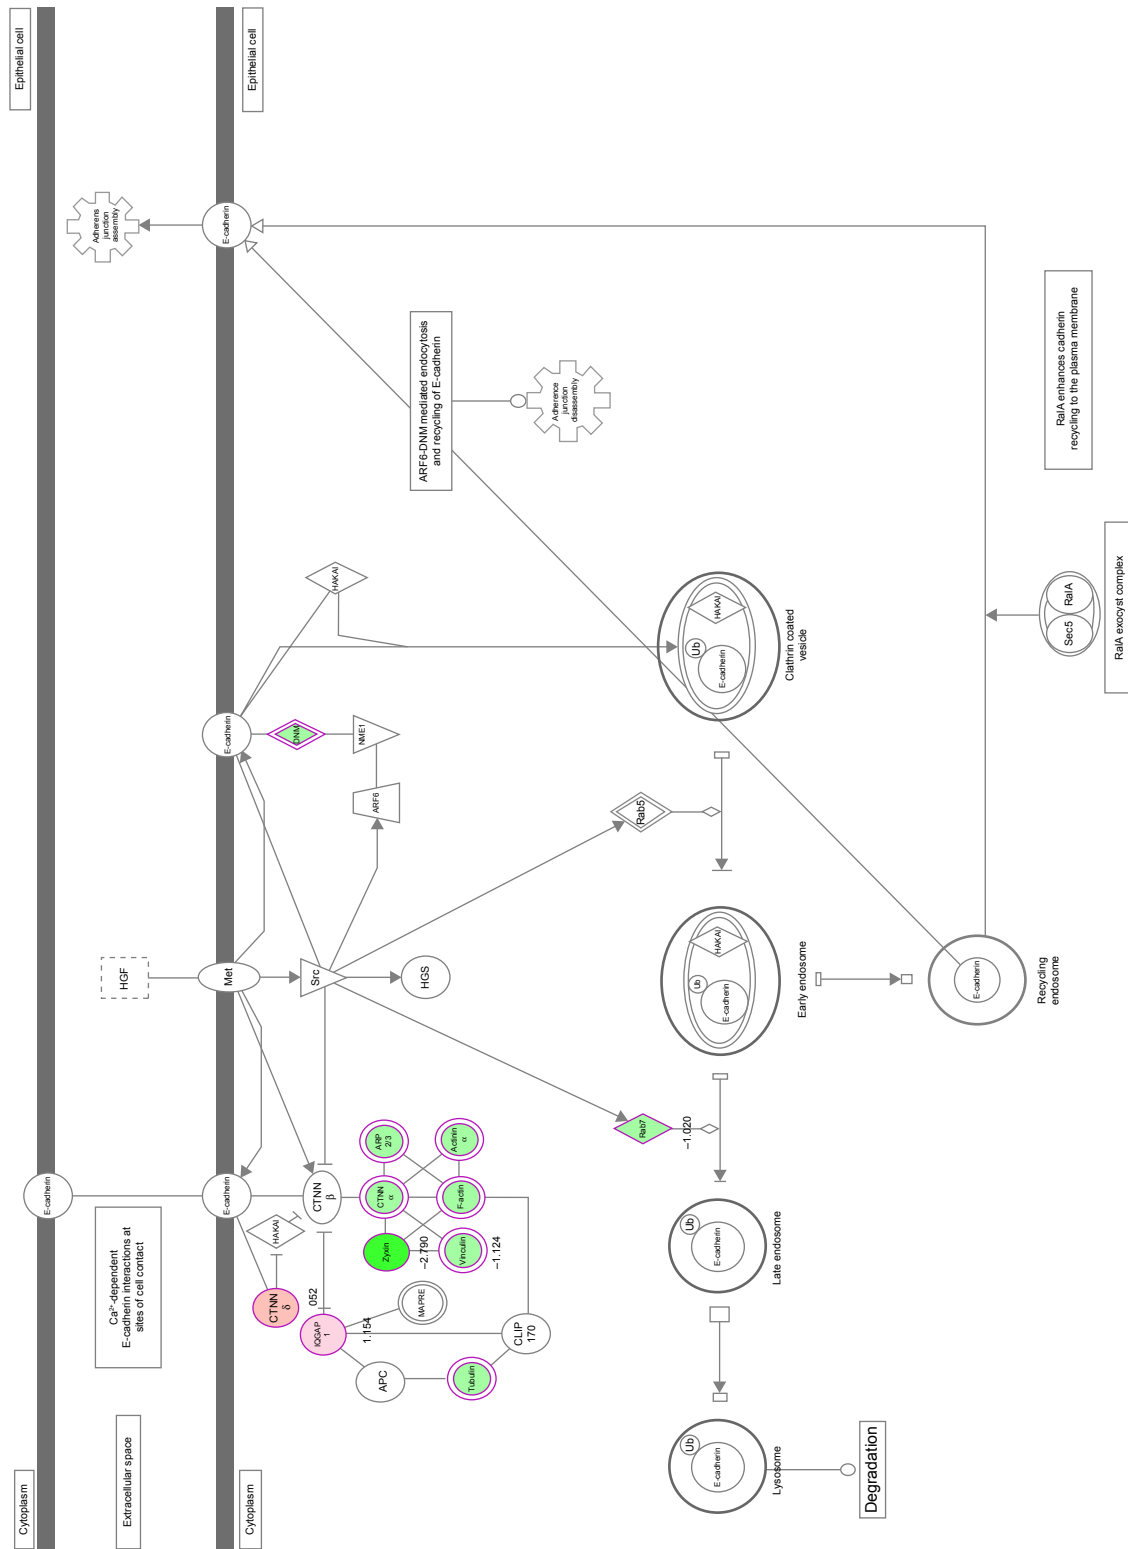 Cytoplasm
Epithelial cell
E-cadherin
Extracellular space
Ca²⁺-dependent
E-cadherin interactions at
sites of cell contact
HGF
Adherens
junction
assembly
Cytoplasm
Epithelial cell
E-cadherin
Met
E-cadherin
E-cadherin
CTNN
δ
HAKAI
CTNN
β
Src
DNM
HAKAI
052
IQGAP
1
1.154
NME1
ARF6
APC
MAPRE
Zyxin
−2.790
CTNN
α
ARP
2/3
HGS
ARF6-DNM mediated endocytosis
and recycling of E-cadherin
Tubulin
CLIP
170
Vinculin
−1.124
F-actin
Actinin
α
Adherence
junction
disassembly
Rab7
−1.020
Rab5
Ub
E-cadherin
Lysosome
Ub
E-cadherin
Late endosome
Ub
HAKAI
E-cadherin
Early endosome
Ub
HAKAI
E-cadherin
Clathrin coated
vesicle
Degradation
E-cadherin
Recycling
endosome
Sec5
RalA
RalA exocyst complex
RalA enhances cadherin
recycling to the plasma membrane